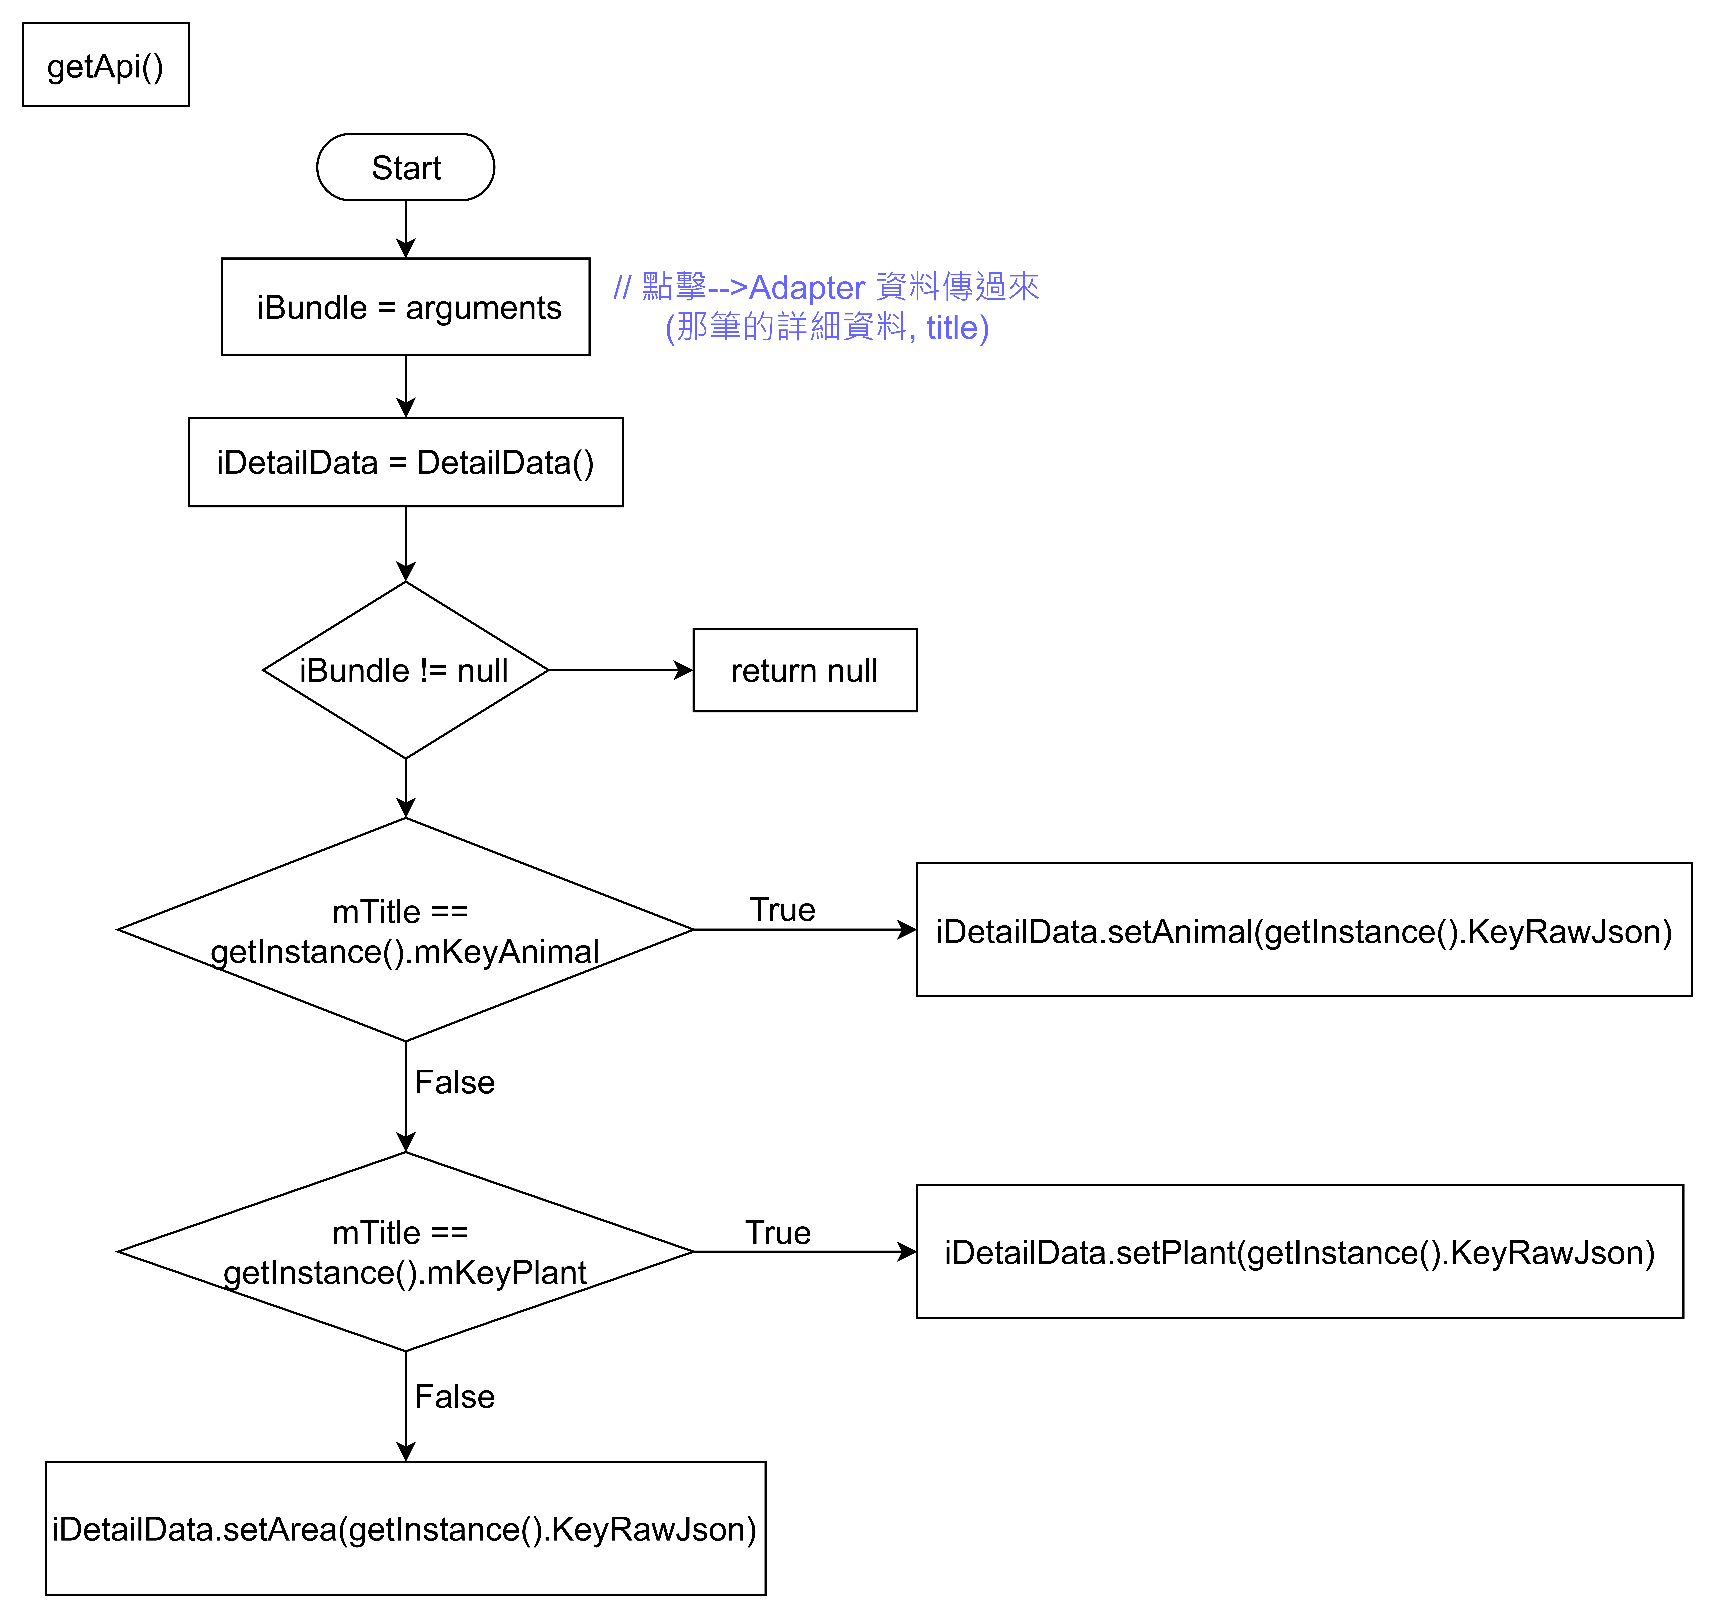 getApi()
Start
iBundle = arguments
// 點擊-->Adapter 資料傳過來
(那筆的詳細資料, title)
iDetailData = DetailData()
iBundle != null
return null
mTitle ==
getInstance().mKeyAnimal
True
iDetailData.setAnimal(getInstance().KeyRawJson)
False
mTitle ==
getInstance().mKeyPlant
True
iDetailData.setPlant(getInstance().KeyRawJson)
False
iDetailData.setArea(getInstance().KeyRawJson)